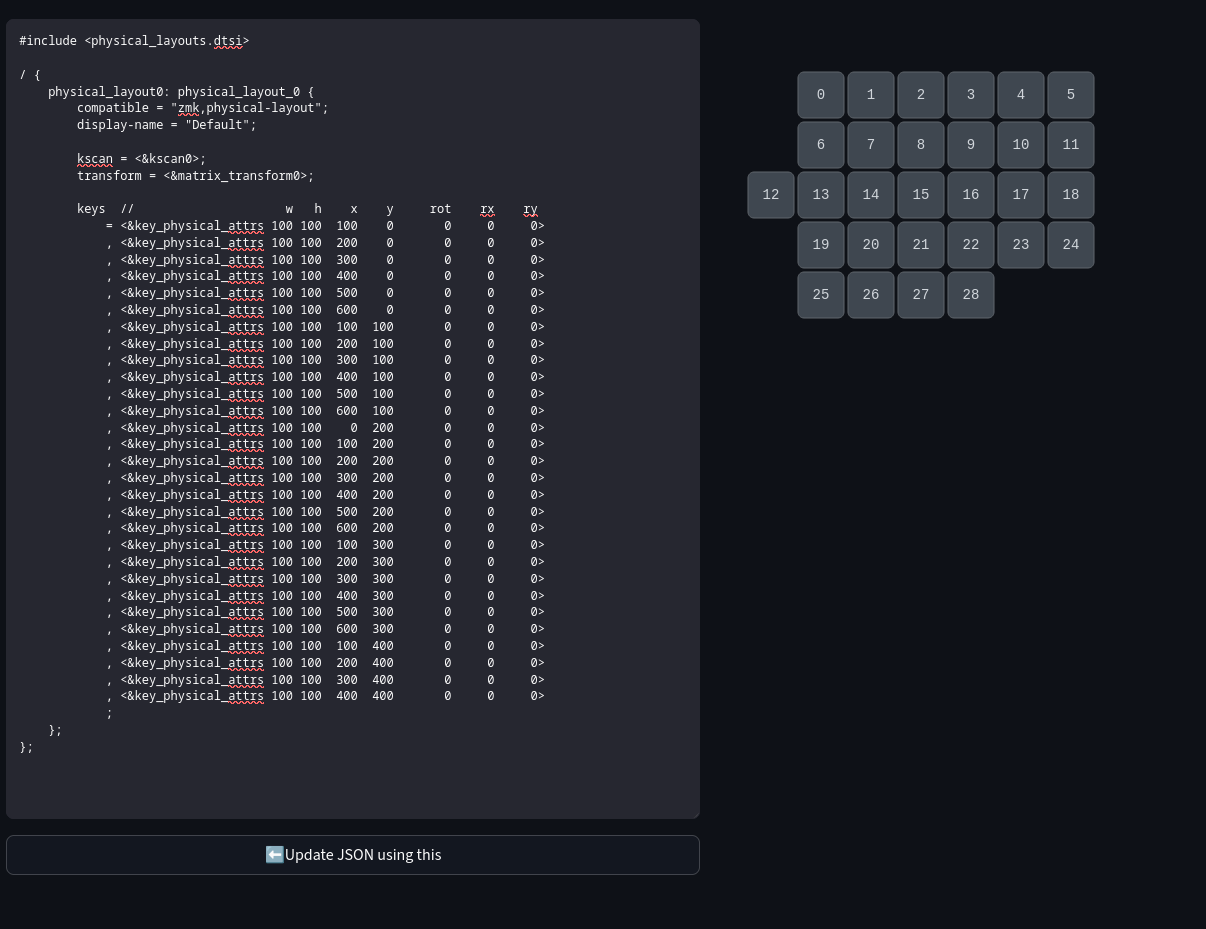 #include <physical_layouts.dtsi>
/ {
    physical_layout0: physical_layout_0 {
        compatible = "zmk,physical-layout";
        display-name = "Default";
        kscan = <&kscan0>;
        transform = <&matrix_transform0>;
        keys  //                     w   h    x    y     rot    rx    ry
            = <&key_physical_attrs 100 100  100    0       0     0     0>
            , <&key_physical_attrs 100 100  200    0       0     0     0>
            , <&key_physical_attrs 100 100  300    0       0     0     0>
            , <&key_physical_attrs 100 100  400    0       0     0     0>
            , <&key_physical_attrs 100 100  500    0       0     0     0>
            , <&key_physical_attrs 100 100  600    0       0     0     0>
            , <&key_physical_attrs 100 100  100  100       0     0     0>
            , <&key_physical_attrs 100 100  200  100       0     0     0>
            , <&key_physical_attrs 100 100  300  100       0     0     0>
            , <&key_physical_attrs 100 100  400  100       0     0     0>
            , <&key_physical_attrs 100 100  500  100       0     0     0>
            , <&key_physical_attrs 100 100  600  100       0     0     0>
            , <&key_physical_attrs 100 100    0  200       0     0     0>
            , <&key_physical_attrs 100 100  100  200       0     0     0>
            , <&key_physical_attrs 100 100  200  200       0     0     0>
            , <&key_physical_attrs 100 100  300  200       0     0     0>
            , <&key_physical_attrs 100 100  400  200       0     0     0>
            , <&key_physical_attrs 100 100  500  200       0     0     0>
            , <&key_physical_attrs 100 100  600  200       0     0     0>
            , <&key_physical_attrs 100 100  100  300       0     0     0>
            , <&key_physical_attrs 100 100  200  300       0     0     0>
            , <&key_physical_attrs 100 100  300  300       0     0     0>
            , <&key_physical_attrs 100 100  400  300       0     0     0>
            , <&key_physical_attrs 100 100  500  300       0     0     0>
            , <&key_physical_attrs 100 100  600  300       0     0     0>
            , <&key_physical_attrs 100 100  100  400       0     0     0>
            , <&key_physical_attrs 100 100  200  400       0     0     0>
            , <&key_physical_attrs 100 100  300  400       0     0     0>
            , <&key_physical_attrs 100 100  400  400       0     0     0>
            ;
    };
};
⬅️Update JSON using this
0 1 2 3 4 5
6 7 8 9 10 11
12 13 14 15 16 17 18
19 20 21 22 23 24
25 26 27 28